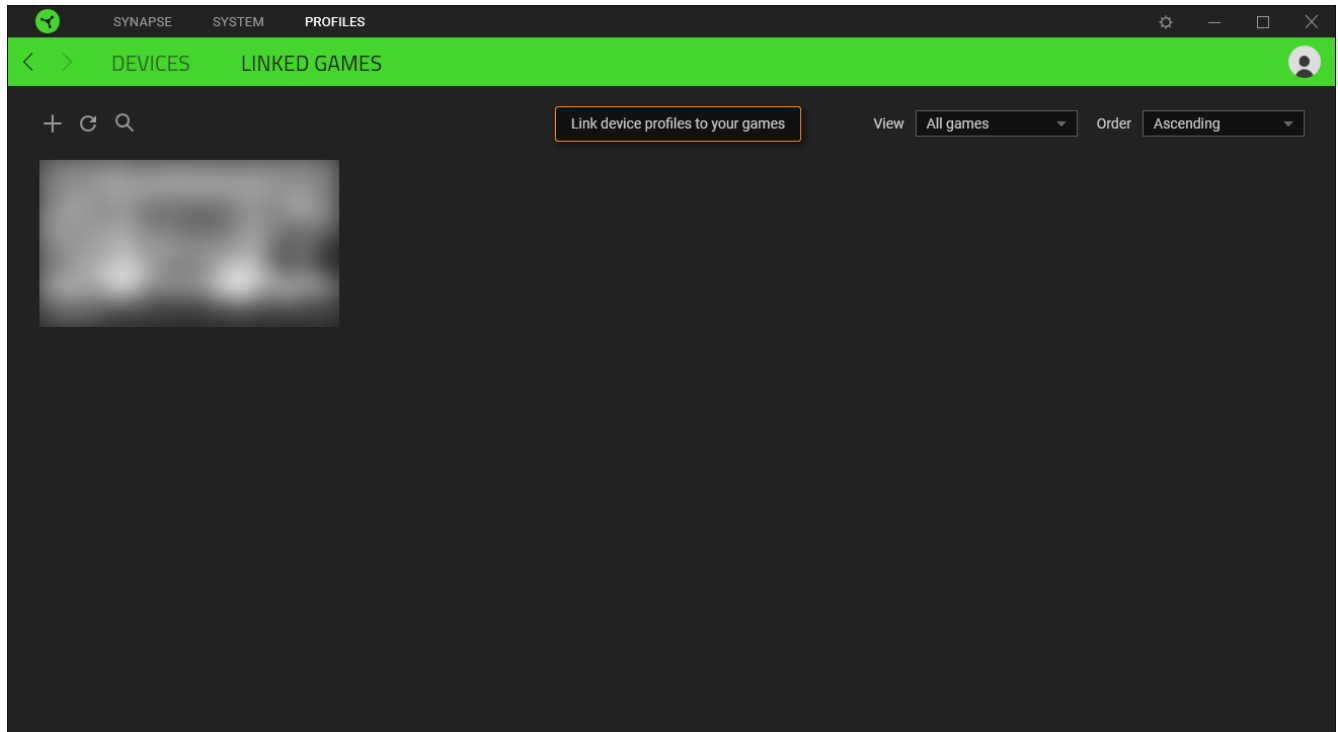 SYNAPSE SYSTEM PROFILES
DEVICES LINKED GAMES
Link device profiles to your games View All games Order Ascending